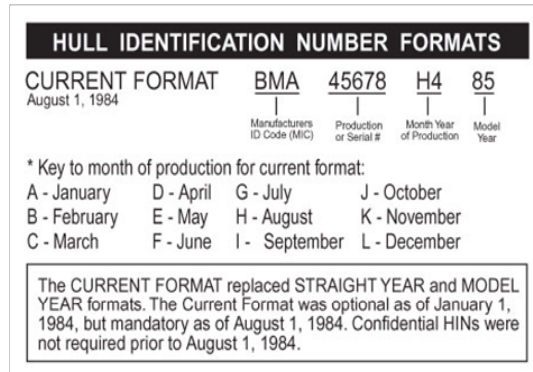 HULL IDENTIFICATION NUMBER FORMATS
CURRENT FORMAT BMA 45678 H4 85
August 1, 1984
Manufacturers ID Code (MIC)
Production or Serial #
Month Year of Production
Model Year
* Key to month of production for current format:
A - January D - April G - July J - October
B - February E - May H - August K - November
C - March F - June I - September L - December
The CURRENT FORMAT replaced STRAIGHT YEAR and MODEL
YEAR formats. The Current Format was optional as of January 1,
1984, but mandatory as of August 1, 1984. Confidential HINs were
not required prior to August 1, 1984.